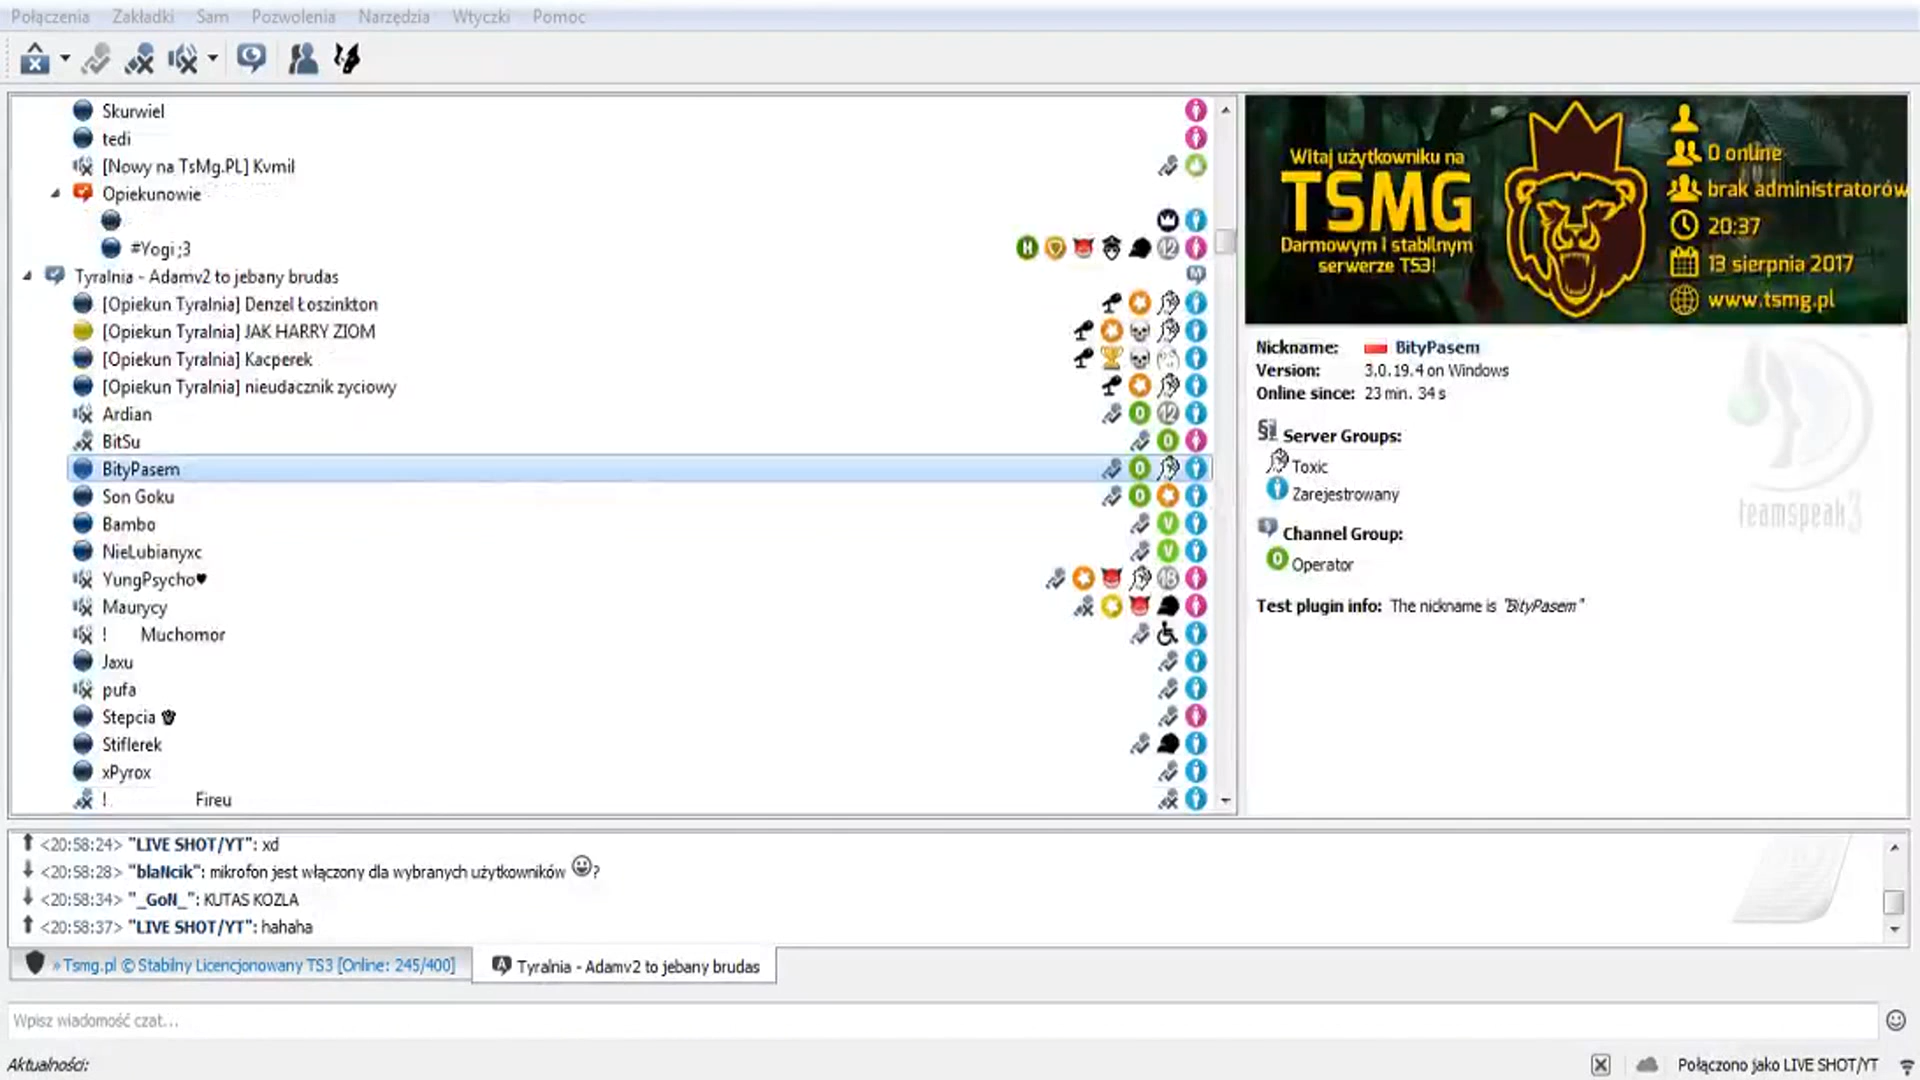 Połączenia Zakładki Sam Pozwolenia Narzędzia Wtyczki Pomoc
Skurwiel
tedi
[Nowy na TsMg.PL] Kvmil
Opiekunowie
#Yogi ;3
H 12
Tyralnia - Adamv2 to jebany brudas
M
[Opiekun Tyralnia] Denzel Łoszinkton
[Opiekun Tyralnia] JAK HARRY ZIOM
[Opiekun Tyralnia] Kacperek
[Opiekun Tyralnia] nieudacznik zyciowy
Ardian
O 12
BitSu
O
BityPasem
O
Son Goku
O
Bambo
V
NieLubianyxc
V
YungPsycho♥
18
Maurycy
! Muchomor
Jaxu
pufa
Stepcia
Stiflerek
xPyrox
! Fireu
Witaj użytkowniku na
TSMG
Darmowym i stabilnym
serwerze TS3!
0 online
brak administratorów
20:37
13 sierpnia 2017
www.tsmg.pl
Nickname: BityPasem
Version: 3.0.19.4 on Windows
Online since: 23 min. 34 s
Server Groups:
Toxic
Zarejestrowany
Channel Group:
O Operator
Test plugin info: The nickname is "BityPasem"
teamspeak3
<20:58:24> "LIVE SHOT/YT": xd
<20:58:28> "blaNcik": mikrofon jest włączony dla wybranych użytkowników ?
<20:58:34> "_GoN_": KUTAS KOZLA
<20:58:37> "LIVE SHOT/YT": hahaha
» Tsmg.pl © Stabilny Licencjonowany TS3 [Online: 245/400]
Tyralnia - Adamv2 to jebany brudas
Wpisz wiadomość czat...
Aktualności:
Połączono jako LIVE SHOT/YT